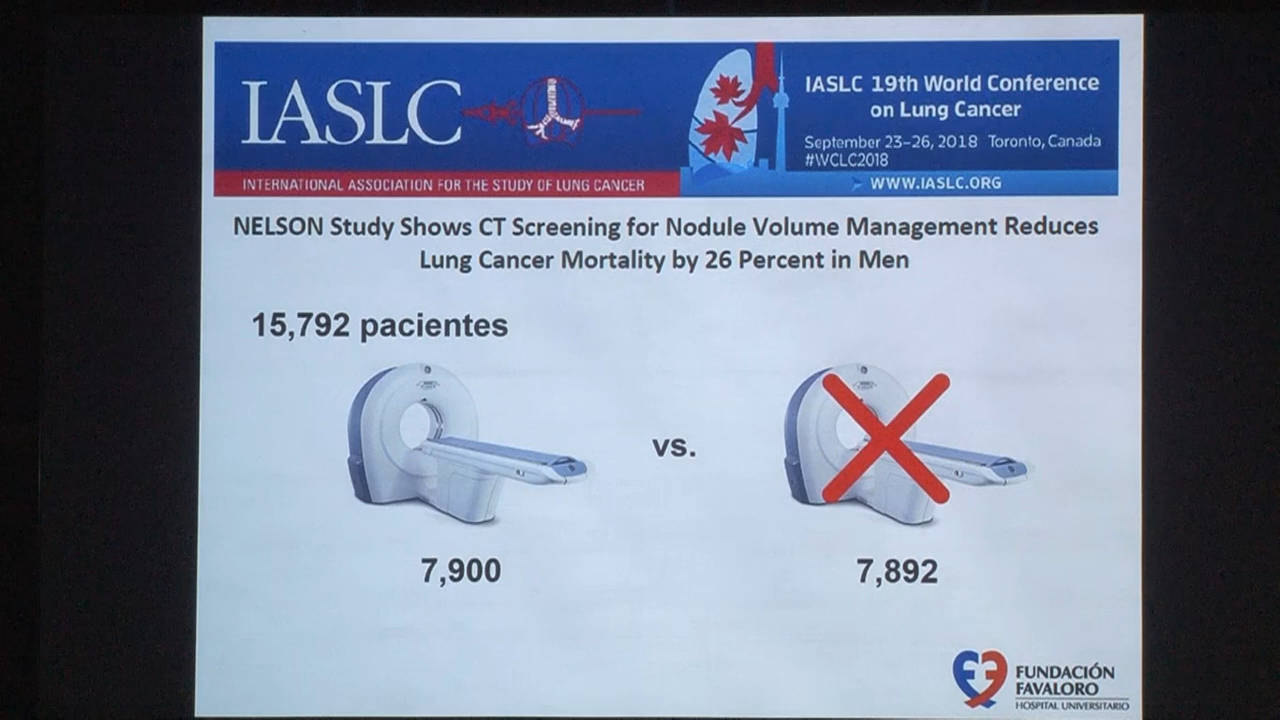 IASLC
INTERNATIONAL ASSOCIATION FOR THE STUDY OF LUNG CANCER
IASLC 19th World Conference
on Lung Cancer
September 23–26, 2018 Toronto, Canada
#WCLC2018
WWW.IASLC.ORG
NELSON Study Shows CT Screening for Nodule Volume Management Reduces
Lung Cancer Mortality by 26 Percent in Men
15,792 pacientes
vs.
7,900
7,892
FUNDACIÓN
FAVALORO
HOSPITAL UNIVERSITARIO